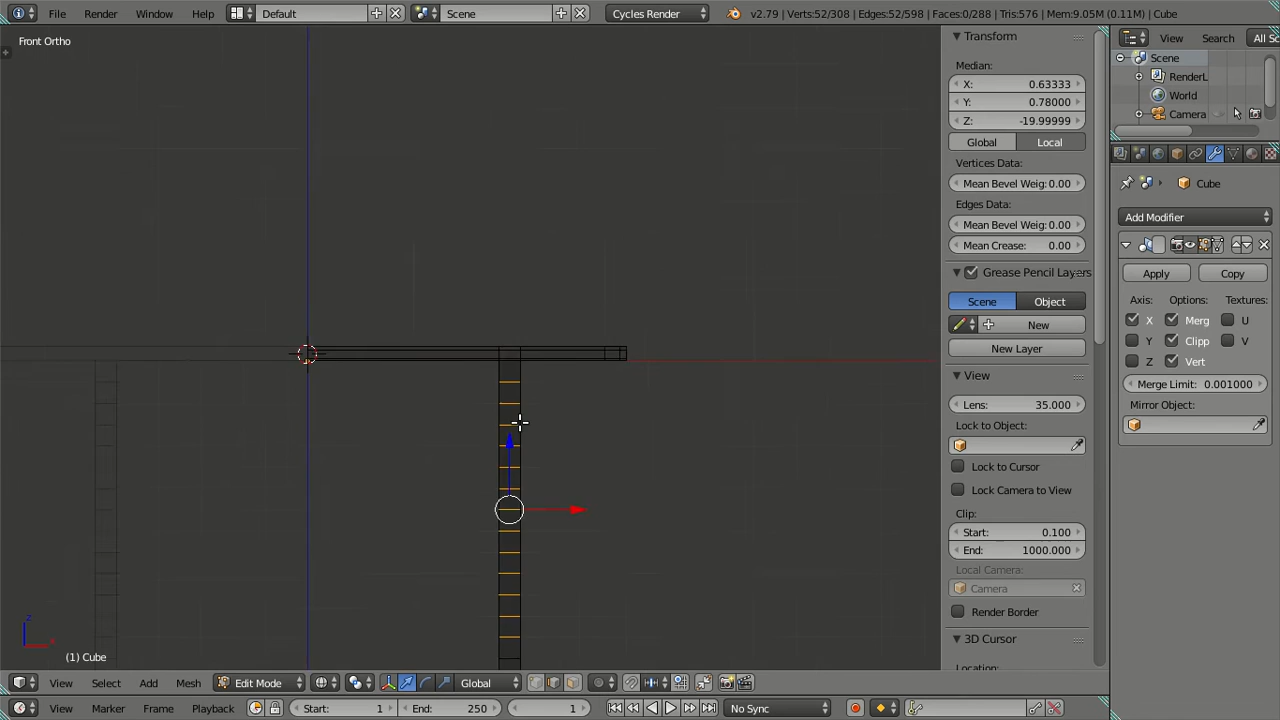 File Render Window Help Default Scene Cycles Render v2.79 | Verts:52/308 | Edges:52/598 | Faces:0/288 | Tris:576 | Mem:9.05M (0.11M) | Cube
Front Ortho
Transform
Median:
X: 0.63333
Y: 0.78000
Z: -19.99999
Global Local
Vertices Data:
Mean Bevel Weig: 0.00
Edges Data:
Mean Bevel Weig: 0.00
Mean Crease: 0.00
Grease Pencil Layers
Scene Object
New
New Layer
View
Lens: 35.000
Lock to Object:
Lock to Cursor
Lock Camera to View
Clip:
Start: 0.100
End: 1000.000
Local Camera:
Camera
Render Border
3D Cursor
Location:
View Search All Sc
Scene
RenderL
World
Camera
Cube
Add Modifier
Apply Copy
Axis: Options: Textures:
X Merg U
Y Clipp V
Z Vert
Merge Limit: 0.001000
Mirror Object:
z
x
(1) Cube
View Select Add Mesh Edit Mode Global
View Marker Frame Playback Start: 1 End: 250 1 No Sync